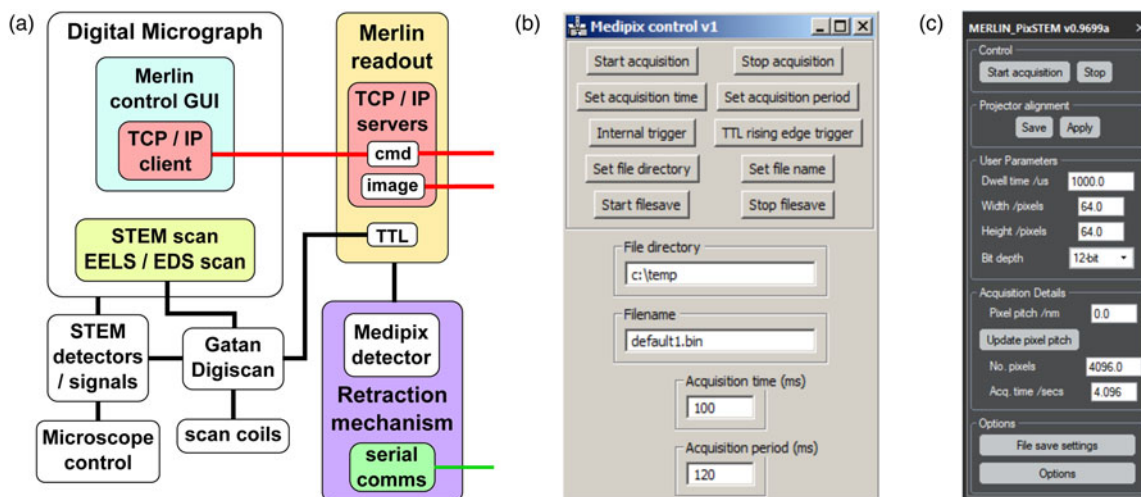 (a)
Digital Micrograph
Merlin
control GUI
TCP / IP
client
STEM scan
EELS / EDS scan
Merlin
readout
TCP / IP
servers
cmd
image
TTL
STEM
detectors
/ signals
Gatan
Digiscan
Microscope
control
scan coils
Medipix
detector
Retraction
mechanism
serial
comms
(b)
Medipix control v1
Start acquisition Stop acquisition
Set acquisition time Set acquisition period
Internal trigger TTL rising edge trigger
Set file directory Set file name
Start filesave Stop filesave
File directory
c:\temp
Filename
default1.bin
Acquisition time (ms)
100
Acquisition period (ms)
120
(c)
MERLIN_PixSTEM v0.9699a
Control
Start acquisition Stop
Projector alignment
Save Apply
User Parameters
Dwell time /us 1000.0
Width /pixels 64.0
Height /pixels 64.0
Bit depth 12-bit
Acquisition Details
Pixel pitch /nm 0.0
Update pixel pitch
No. pixels 4096.0
Acq. time /secs 4.096
Options
File save settings
Options